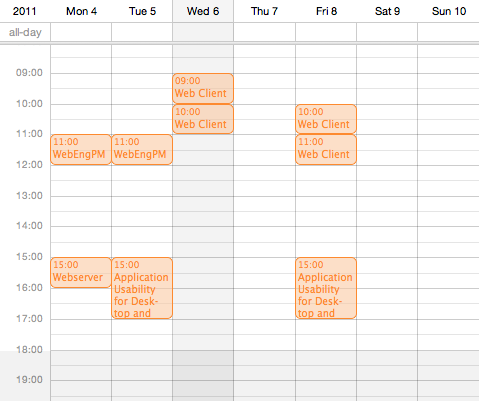 2011 Mon 4 Tue 5 Wed 6 Thu 7 Fri 8 Sat 9 Sun 10
all-day
09:00
10:00
11:00
12:00
13:00
14:00
15:00
16:00
17:00
18:00
19:00
11:00
WebEngPM
15:00
Webserver
11:00
WebEngPM
15:00
Application
Usability
for Desk-
top and
09:00
Web Client
10:00
Web Client
10:00
Web Client
11:00
Web Client
15:00
Application
Usability
for Desk-
top and